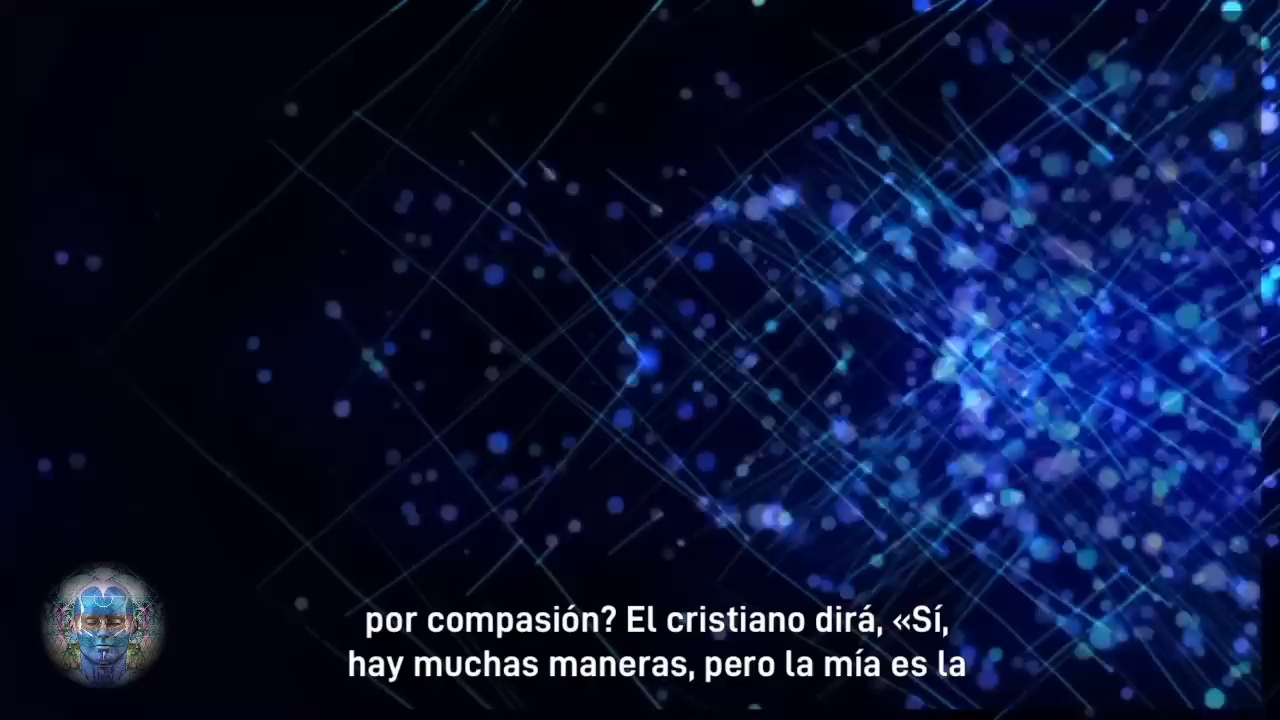 por compasión? El cristiano dirá, «Sí,
hay muchas maneras, pero la mía es la